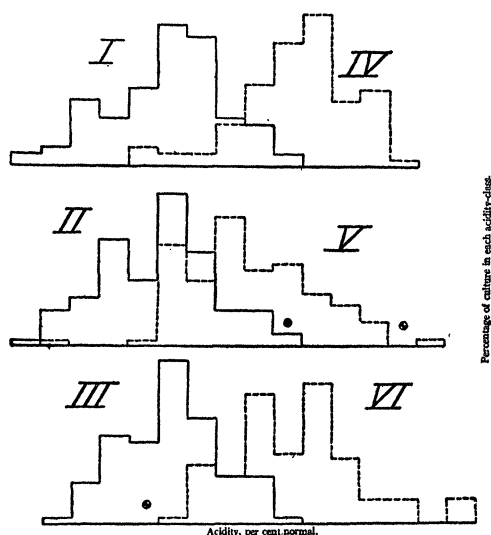 I
IV
II
V
III
VI
Percentage of culture in each acidity-class.
Acidity, per cent normal.